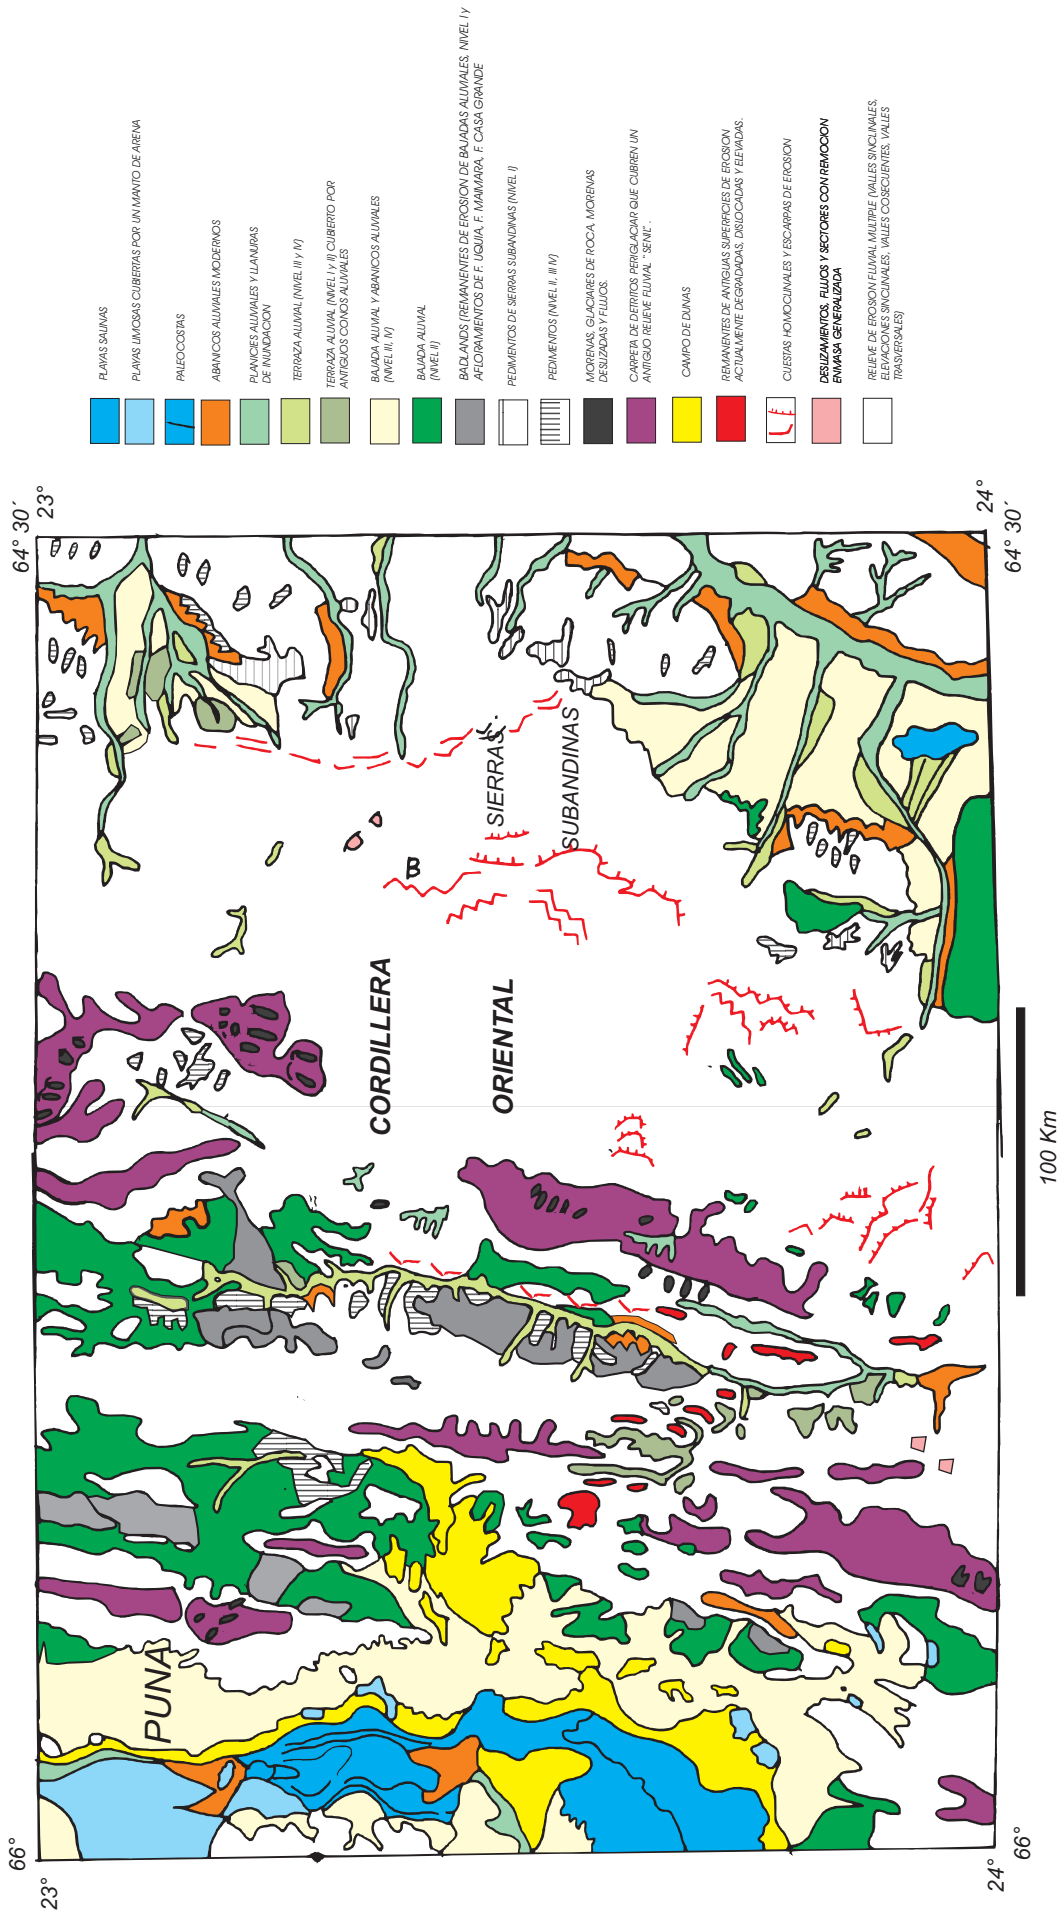 PLAYAS SALINAS
PLAYAS LIMOSAS CUBIERTAS POR UN MANTO DE ARENA
PALEOCOSTAS
ABANICOS ALUVIALES MODERNOS
PLANICIES ALUVIALES Y LLANURAS
DE INUNDACION
TERRAZA ALUVIAL (NIVEL III y IV)
TERRAZA ALUVIAL (NIVEL I y II) CUBIERTO POR
ANTIGUOS CONOS ALUVIALES
BAJADA ALUVIAL Y ABANICOS ALUVIALES
(NIVEL III, IV)
BAJADA ALUVIAL
(NIVEL II)
BADLANDS (REMANENTES DE EROSION DE BAJADAS ALUVIALES, NIVEL I y
AFLORAMIENTOS DE F. UQUIA, F. MAIMARA, F. CASA GRANDE
PEDIMENTOS DE SIERRAS SUBANDINAS (NIVEL I)
PEDIMENTOS (NIVEL II, III IV)
MORENAS, GLACIARES DE ROCA, MORENAS
DESLIZADAS Y FLUJOS.
CARPETA DE DETRITOS PERIGLACIAR QUE CUBREN UN
ANTIGUO RELIEVE FLUVIAL "SENIL".
CAMPO DE DUNAS
REMANENTES DE ANTIGUAS SUPERFICIES DE EROSION
ACTUALMENTE DEGRADADAS, DISLOCADAS Y ELEVADAS.
CUESTAS HOMOCLINALES Y ESCARPAS DE EROSION
DESLIZAMIENTOS, FLUJOS Y SECTORES CON REMOCION
ENMASA GENERALIZADA
RELIEVE DE EROSION FLUVIAL MULTIPLE (VALLES SINCLINALES,
ELEVACIONES SINCLINALES, VALLES COSECUENTES, VALLES
TRASVERSALES)
64° 30´
23°
24°
64° 30´
SIERRAS.
SUBANDINAS
B
CORDILLERA
ORIENTAL
PUNA
100 Km
66°
23°
24°
66°